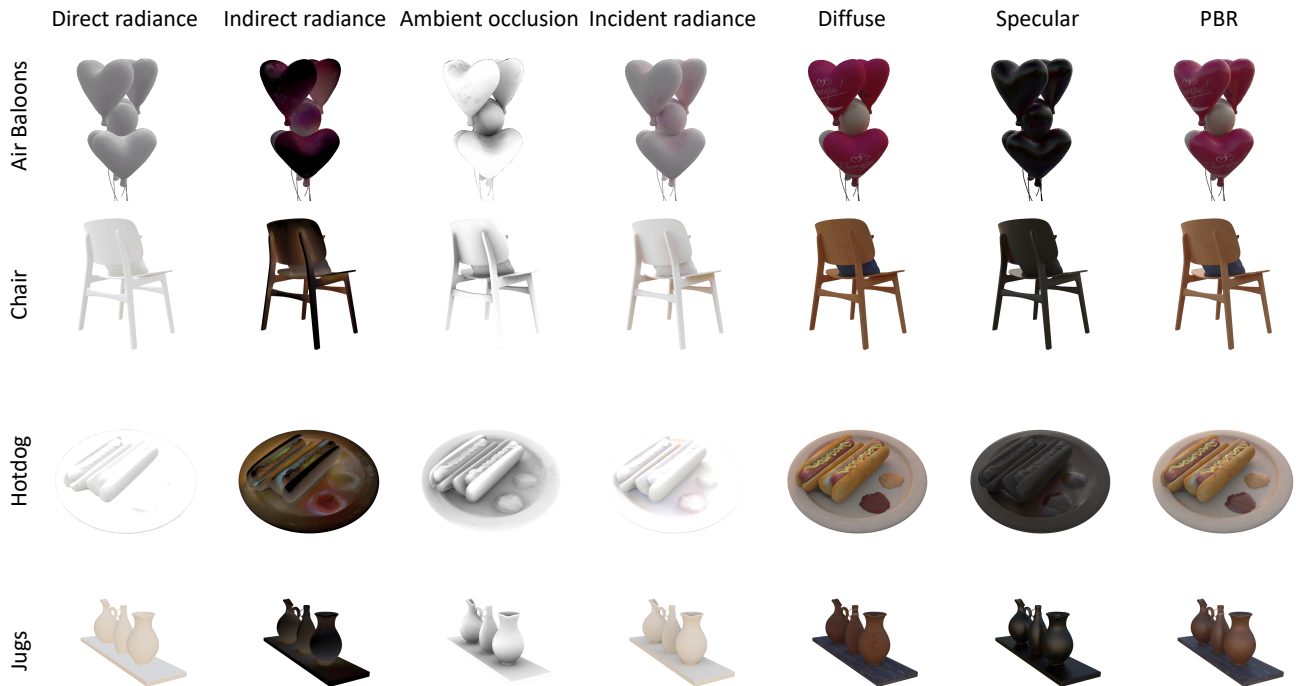 Direct radiance Indirect radiance Ambient occlusion Incident radiance Diffuse Specular PBR
Air Baloons
Chair
Hotdog
Jugs